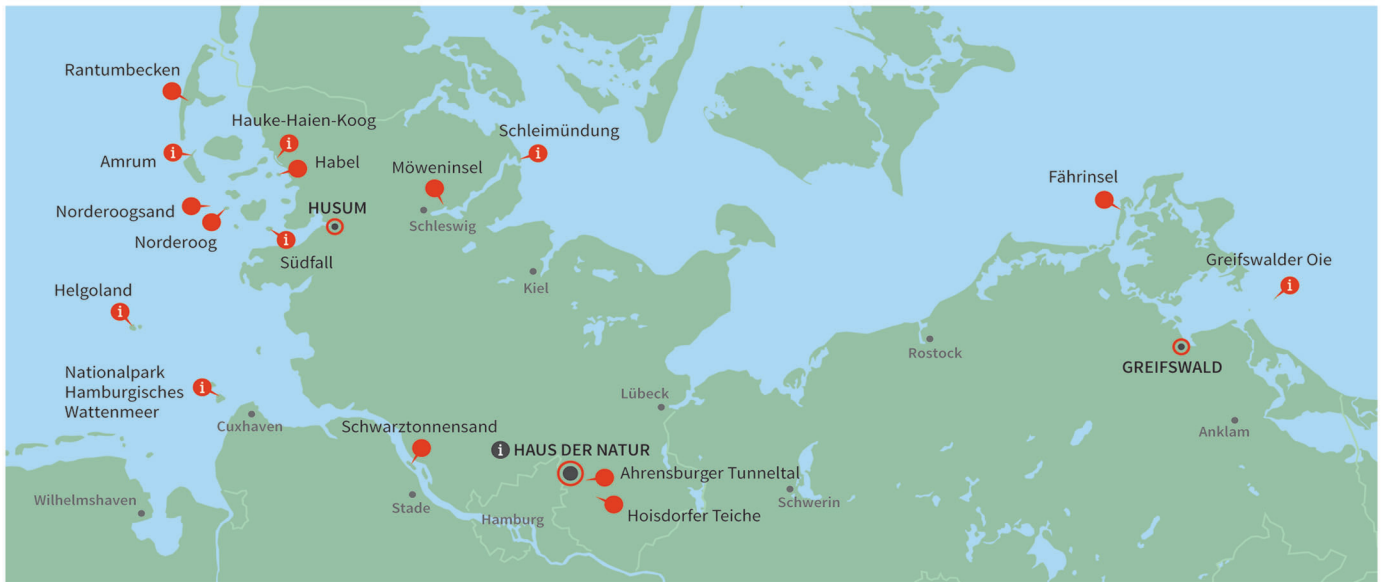 Rantumbecken
Hauke-Haien-Koog
i
Schleimündung
i
Amrum
i
Habel
Möweninsel
Fährinsel
Norderoogsand
HUSUM
Schleswig
Norderoog
i
Südfall
Greifswalder Oie
i
Kiel
Helgoland
i
Rostock
GREIFSWALD
Nationalpark
Hamburgisches
Wattenmeer
i
Lübeck
Cuxhaven
Schwarztonnensand
Anklam
i
HAUS DER NATUR
Ahrensburger Tunneltal
Wilhelmshaven
Stade
Schwerin
Hoisdorfer Teiche
Hamburg